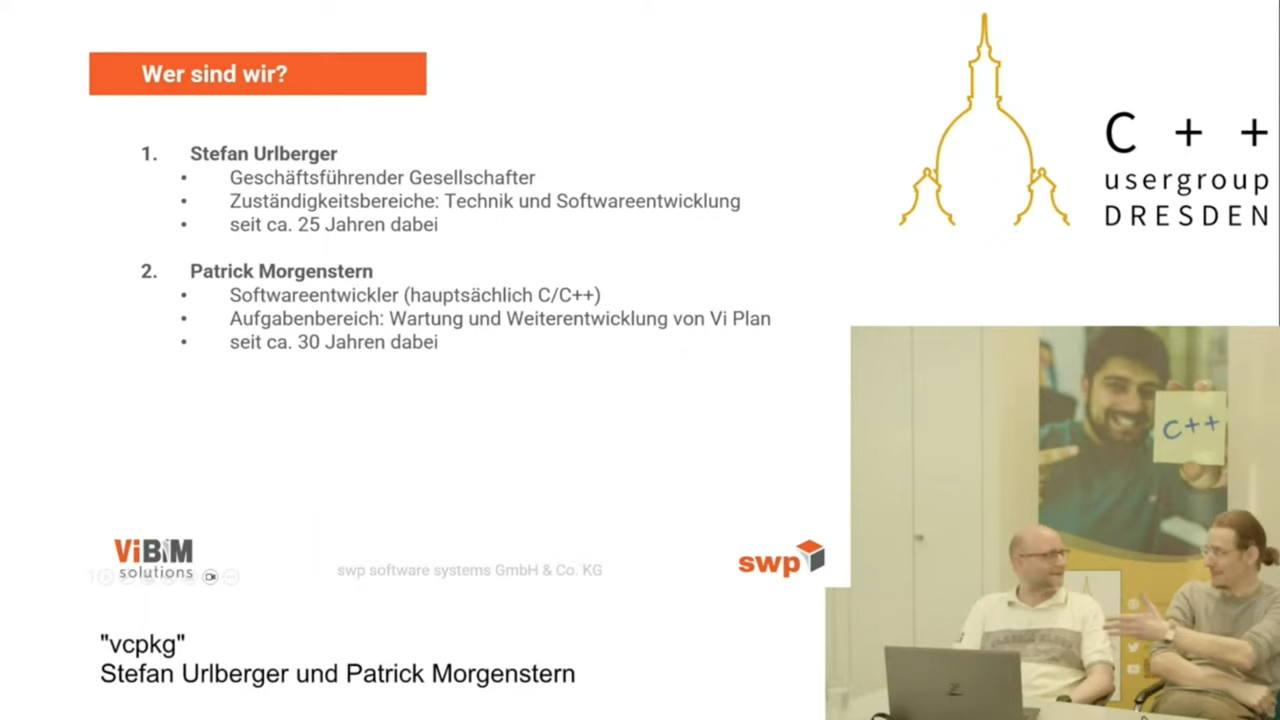 Wer sind wir?
1. Stefan Urlberger
• Geschäftsführender Gesellschafter
• Zuständigkeitsbereiche: Technik und Softwareentwicklung
• seit ca. 25 Jahren dabei
2. Patrick Morgenstern
• Softwareentwickler (hauptsächlich C/C++)
• Aufgabenbereich: Wartung und Weiterentwicklung von Vi Plan
• seit ca. 30 Jahren dabei
C + +
usergroup
DRESDEN
C++
ViBIM
solutions
swp software systems GmbH & Co. KG
swp
"vcpkg"
Stefan Urlberger und Patrick Morgenstern